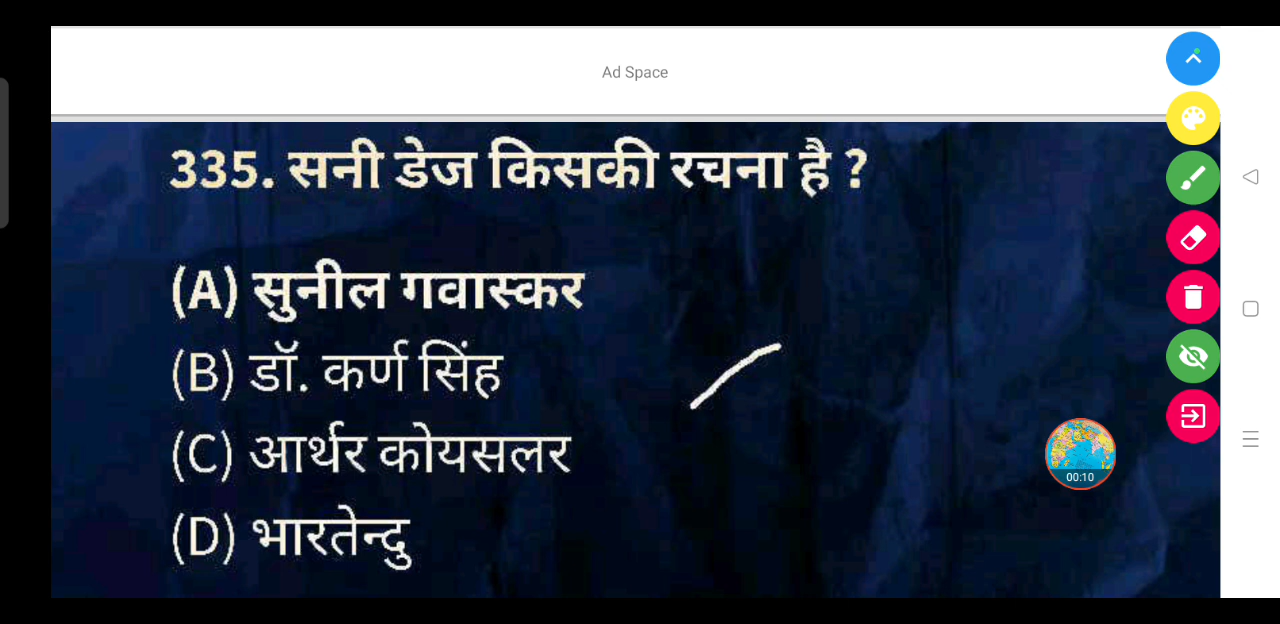 Ad Space
335. सनी डेज किसकी रचना है ?
(A) सुनील गवास्कर
(B) डॉ. कर्ण सिंह
(C) आर्थर कोयसलर
00:10
(D) भारतेन्दु